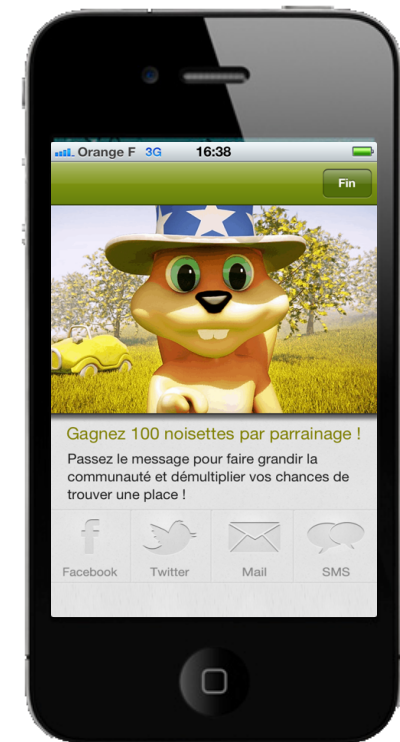 Orange F 3G 16:38
Fin
Gagnez 100 noisettes par parrainage !
Passez le message pour faire grandir la
communauté et démultiplier vos chances de
trouver une place !
Facebook Twitter Mail SMS